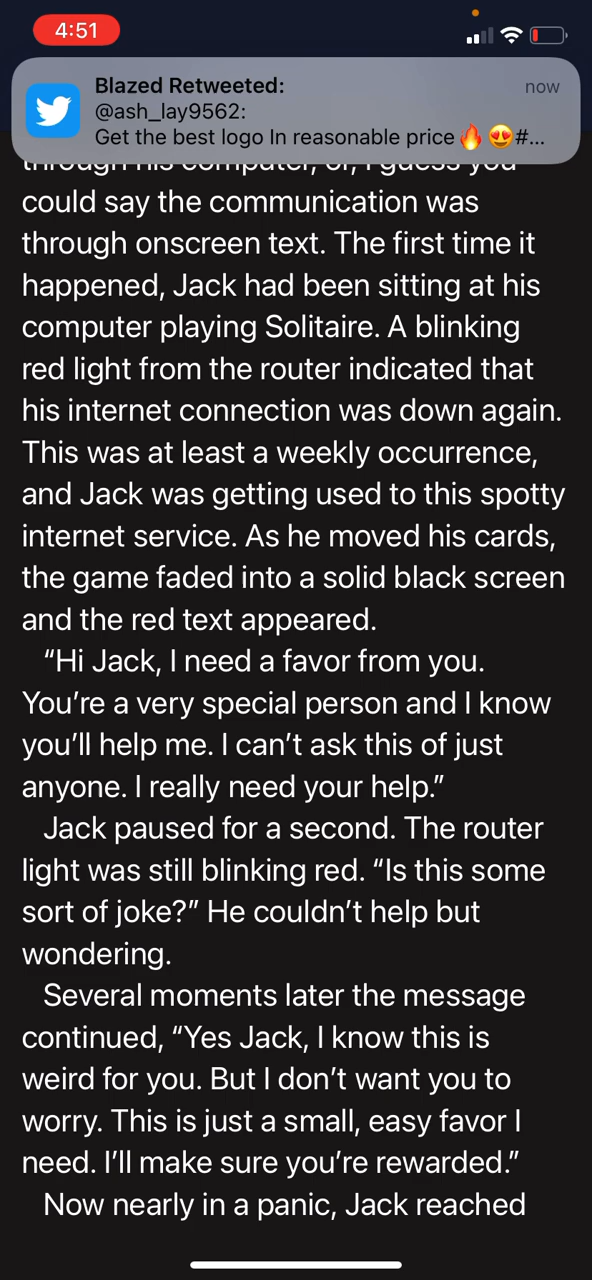 4:51
Blazed Retweeted:
now
@ash_lay9562:
Get the best logo In reasonable price 🔥 😍#...
through his computer, or, I guess you
could say the communication was
through onscreen text. The first time it
happened, Jack had been sitting at his
computer playing Solitaire. A blinking
red light from the router indicated that
his internet connection was down again.
This was at least a weekly occurrence,
and Jack was getting used to this spotty
internet service. As he moved his cards,
the game faded into a solid black screen
and the red text appeared.
“Hi Jack, I need a favor from you.
You’re a very special person and I know
you’ll help me. I can’t ask this of just
anyone. I really need your help.”
Jack paused for a second. The router
light was still blinking red. “Is this some
sort of joke?” He couldn’t help but
wondering.
Several moments later the message
continued, “Yes Jack, I know this is
weird for you. But I don’t want you to
worry. This is just a small, easy favor I
need. I’ll make sure you’re rewarded.”
Now nearly in a panic, Jack reached